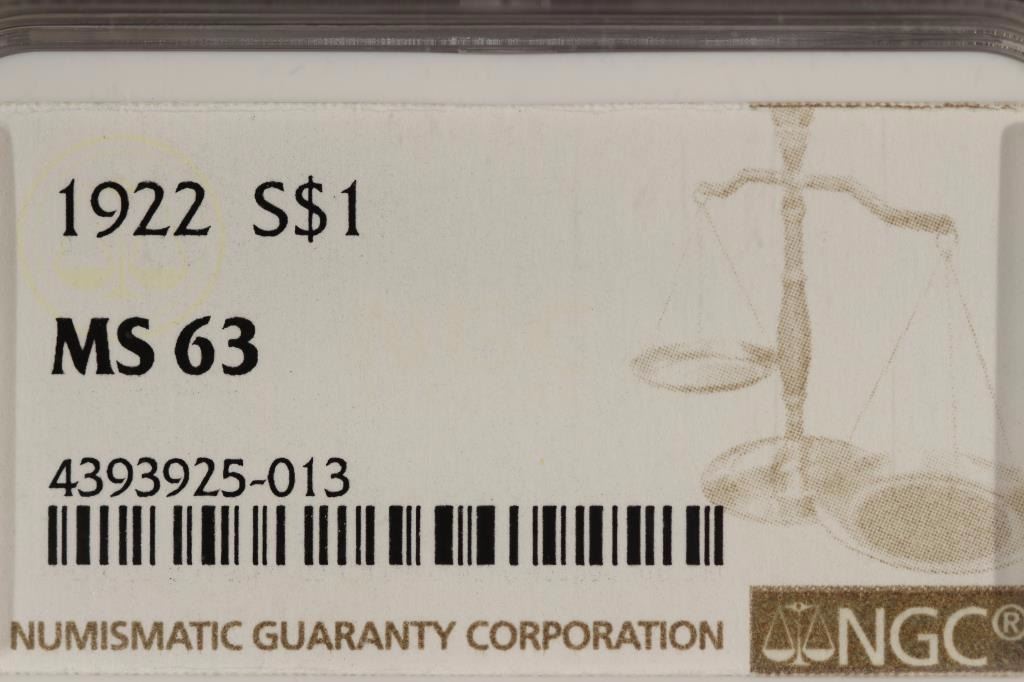 1922 S$1
MS 63
4393925-013
NUMISMATIC GUARANTY CORPORATION
NGC®